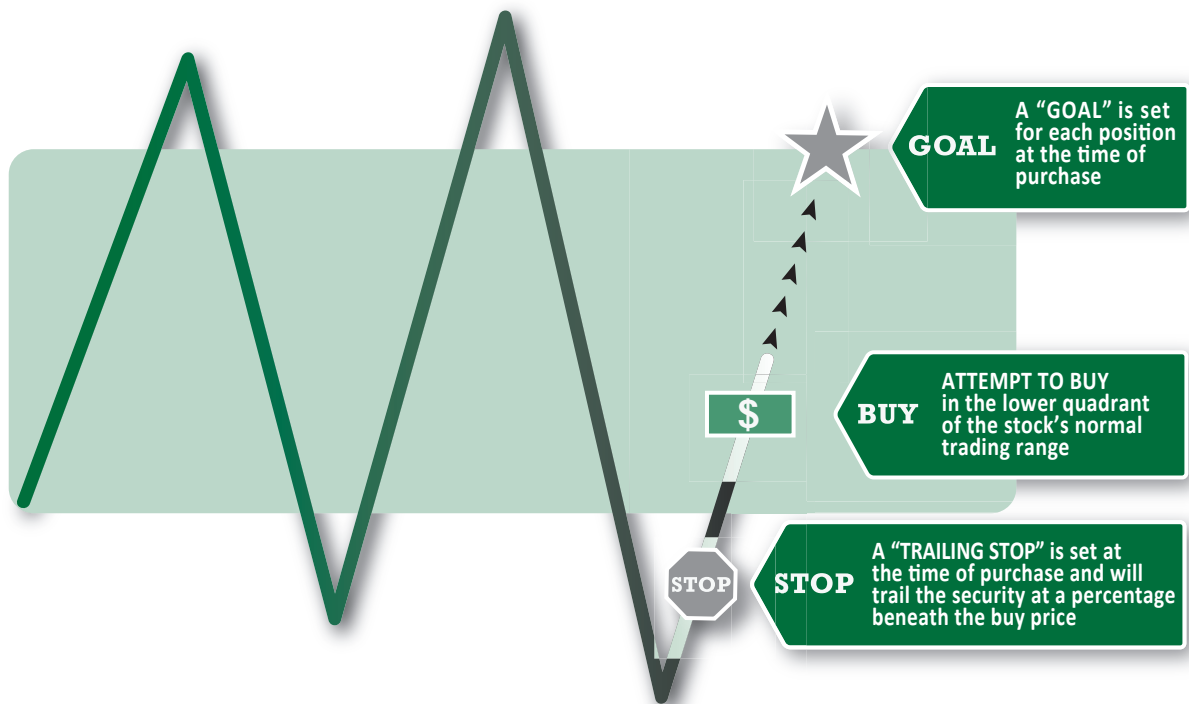 GOAL
A “GOAL” is set
for each position
at the time of
purchase
$
BUY
ATTEMPT TO BUY
in the lower quadrant
of the stock’s normal
trading range
STOP
STOP
A “TRAILING STOP” is set at
the time of purchase and will
trail the security at a percentage
beneath the buy price